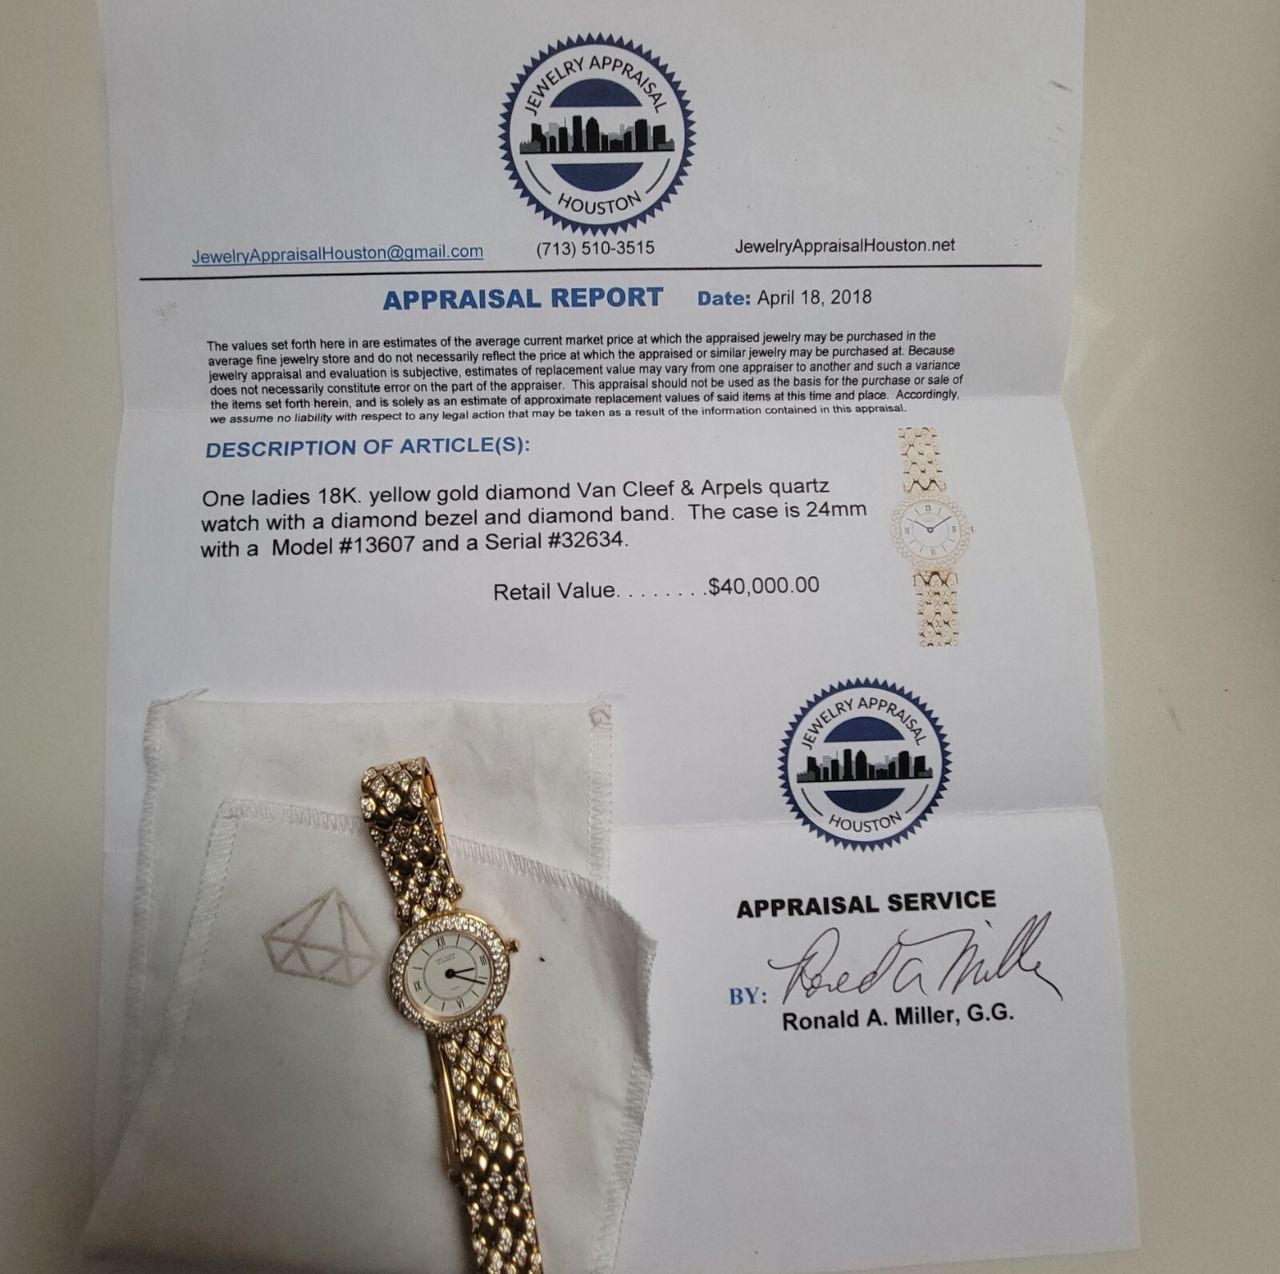 JEWELRY APPRAISAL
HOUSTON
JewelryAppraisalHouston@gmail.com (713) 510-3515 JewelryAppraisalHouston.net
APPRAISAL REPORT Date: April 18, 2018
The values set forth here in are estimates of the average current market price at which the appraised jewelry may be purchased in the
average fine jewelry store and do not necessarily reflect the price at which the appraised or similar jewelry may be purchased at. Because
jewelry appraisal and evaluation is subjective, estimates of replacement value may vary from one appraiser to another and such a variance
does not necessarily constitute error on the part of the appraiser. This appraisal should not be used as the basis for the purchase or sale of
the items set forth herein, and is solely as an estimate of approximate replacement values of said items at this time and place. Accordingly,
we assume no liability with respect to any legal action that may be taken as a result of the information contained in this appraisal.
DESCRIPTION OF ARTICLE(S):
One ladies 18K. yellow gold diamond Van Cleef & Arpels quartz
watch with a diamond bezel and diamond band. The case is 24mm
with a Model #13607 and a Serial #32634.
Retail Value. . . . . . . .$40,000.00
JEWELRY APPRAISAL
HOUSTON
APPRAISAL SERVICE
BY: Ronald A. Miller
Ronald A. Miller, G.G.
XII
III
VI
IX